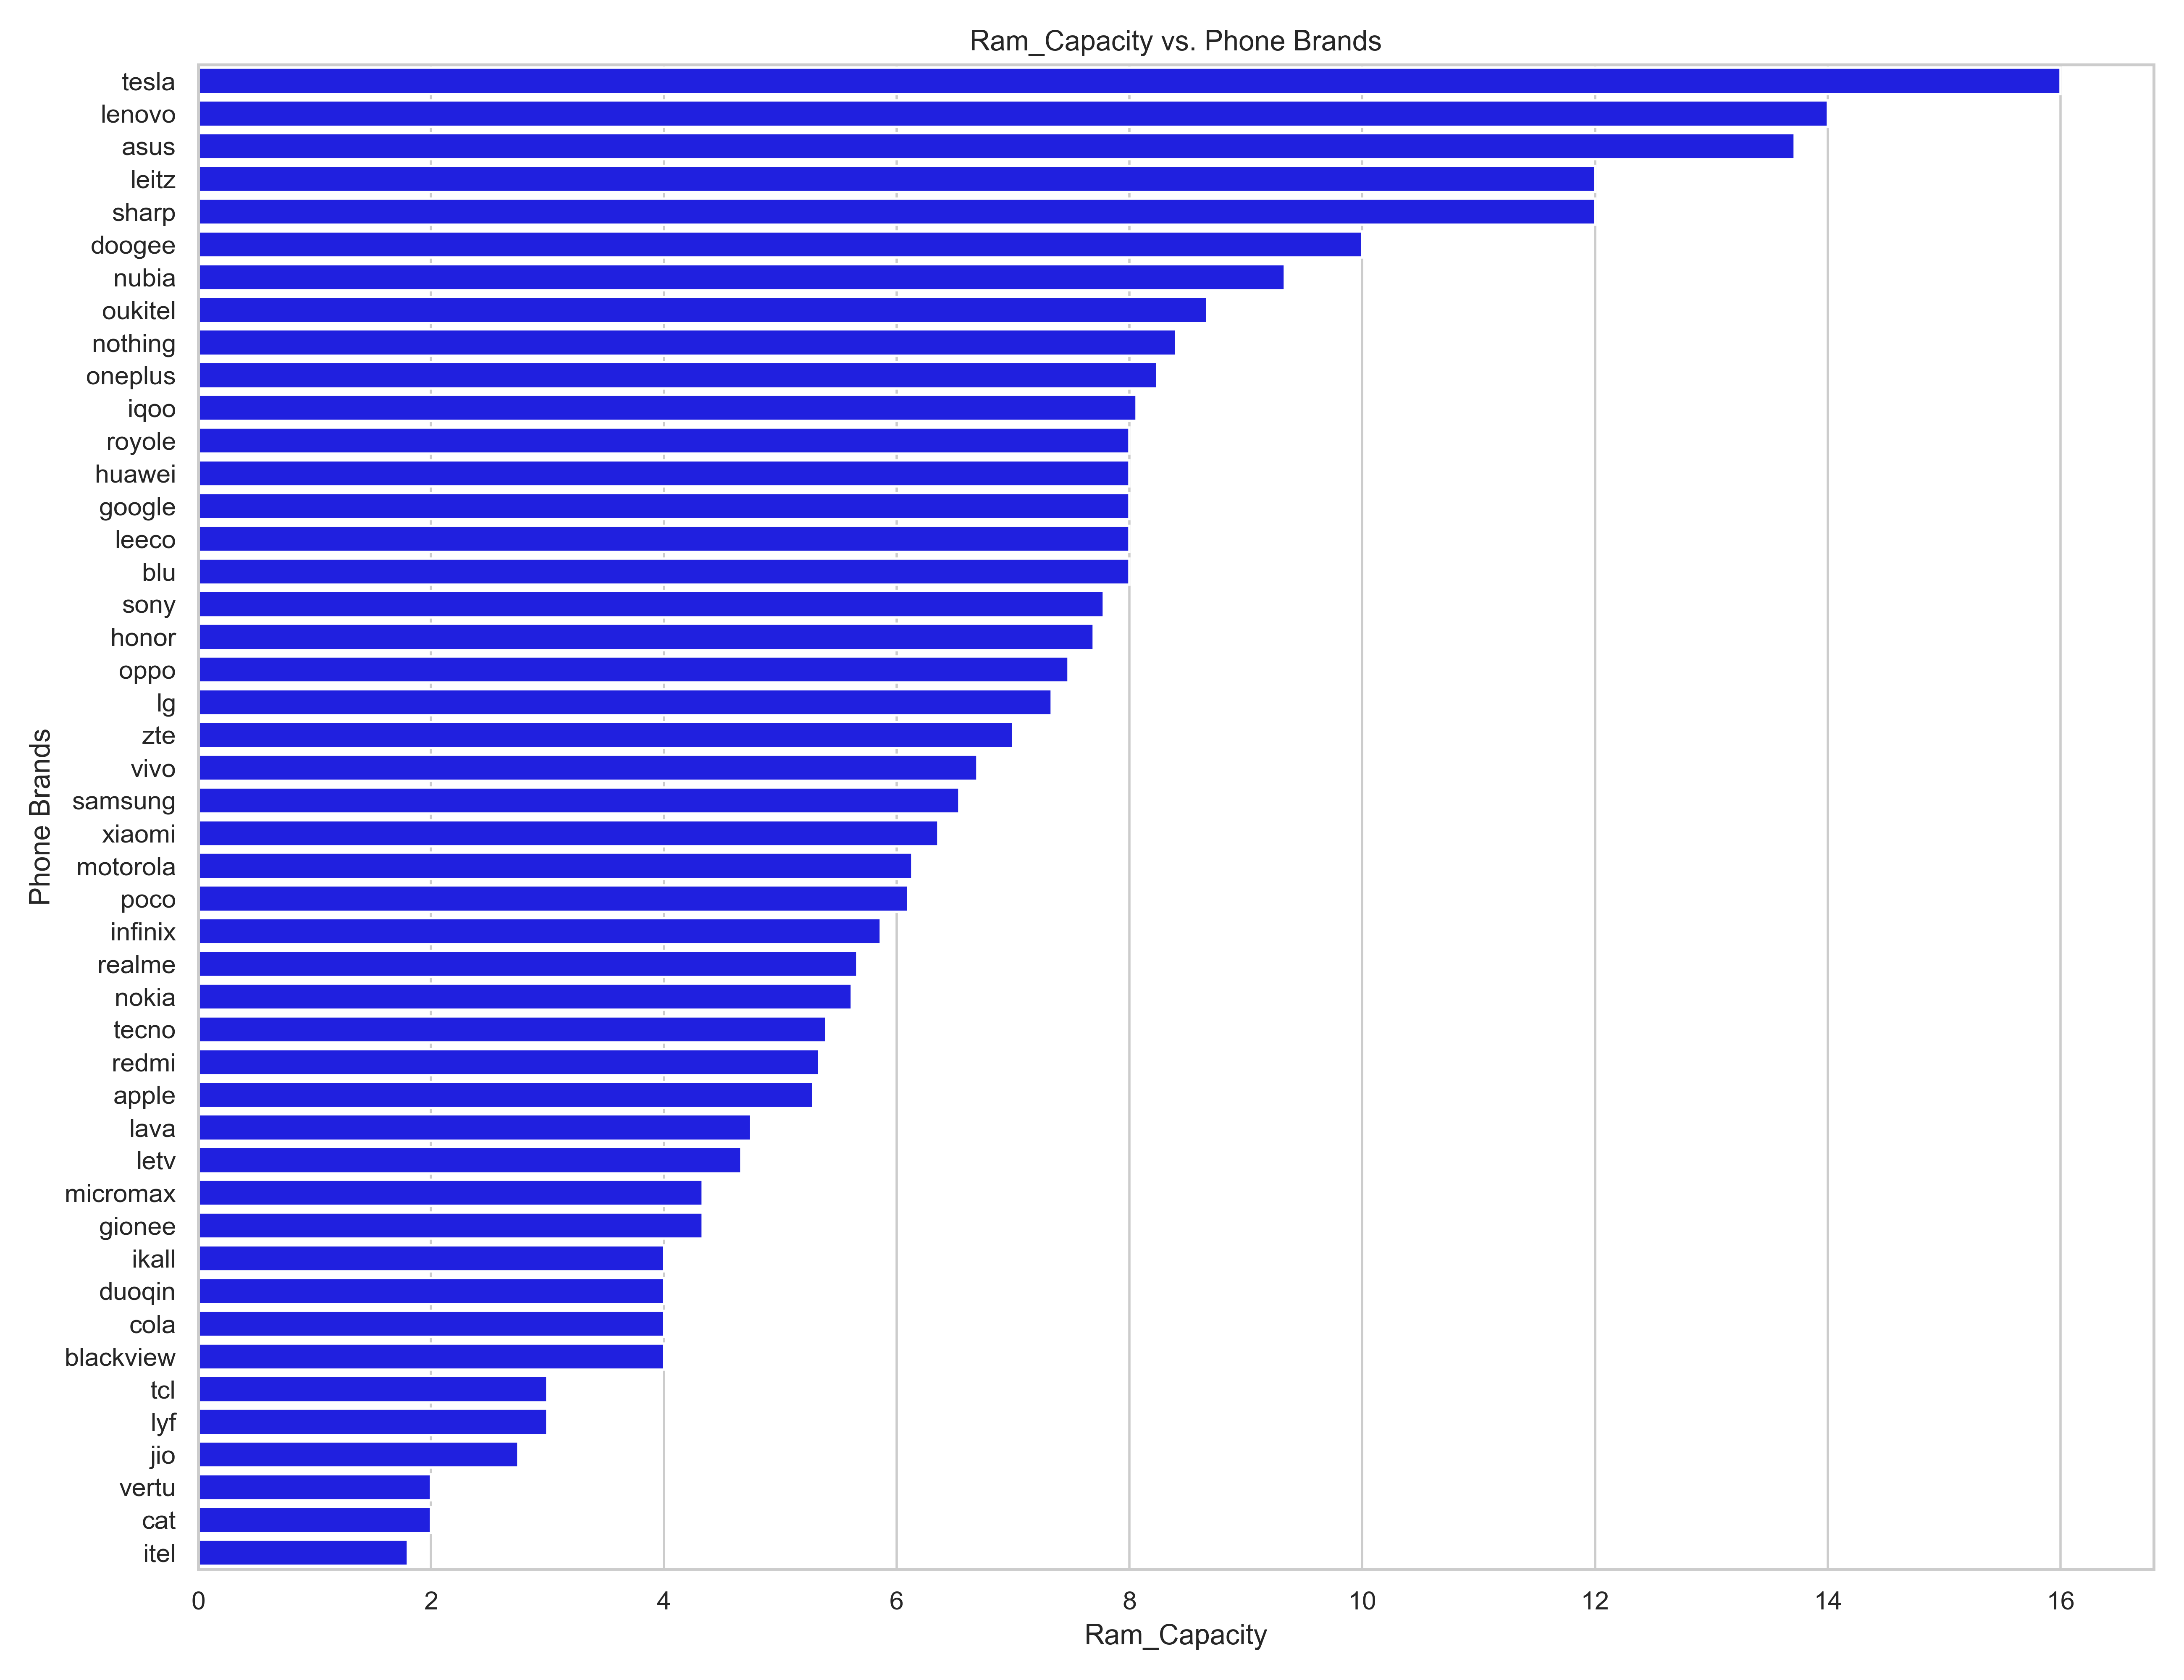 Ram_Capacity vs. Phone Brands
tesla
lenovo
asus
leitz
sharp
doogee
nubia
oukitel
nothing
oneplus
iqoo
royole
huawei
google
leeco
blu
sony
honor
oppo
lg
zte
vivo
samsung
xiaomi
motorola
poco
infinix
realme
nokia
tecno
redmi
apple
lava
letv
micromax
gionee
ikall
duoqin
cola
blackview
tcl
lyf
jio
vertu
cat
itel
Phone Brands
0 2 4 6 8 10 12 14 16
Ram_Capacity